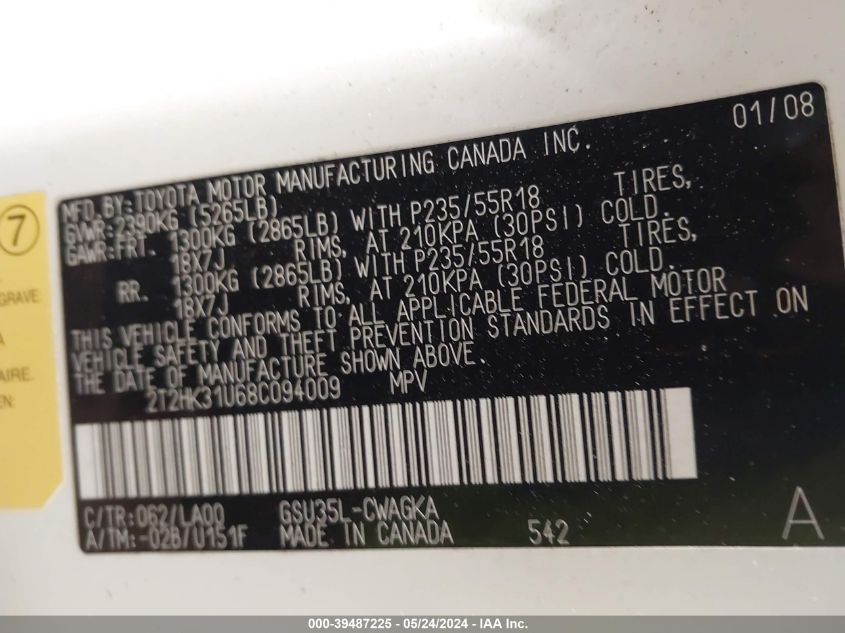 01/08
MFD.BY:TOYOTA MOTOR MANUFACTURING CANADA INC.
GVWR:2390KG (5265LB)
GAWR:FRT. 1300KG (2865LB) WITH P235/55R18 TIRES,
18X7J RIMS, AT 210KPA (30PSI) COLD.
RR. 1300KG (2865LB) WITH P235/55R18 TIRES,
18X7J RIMS, AT 210KPA (30PSI) COLD.
THIS VEHICLE CONFORMS TO ALL APPLICABLE FEDERAL MOTOR
VEHICLE SAFETY AND THEFT PREVENTION STANDARDS IN EFFECT ON
THE DATE OF MANUFACTURE SHOWN ABOVE.
2T2HK31U68C094009 MPV
C/TR:062/LA00 GSU35L-CWAGKA
A/TM:-02B/U151F MADE IN CANADA 542 A
7
GRAVE
A
AIRE.
EN:
000-39487225 - 05/24/2024 - IAA Inc.